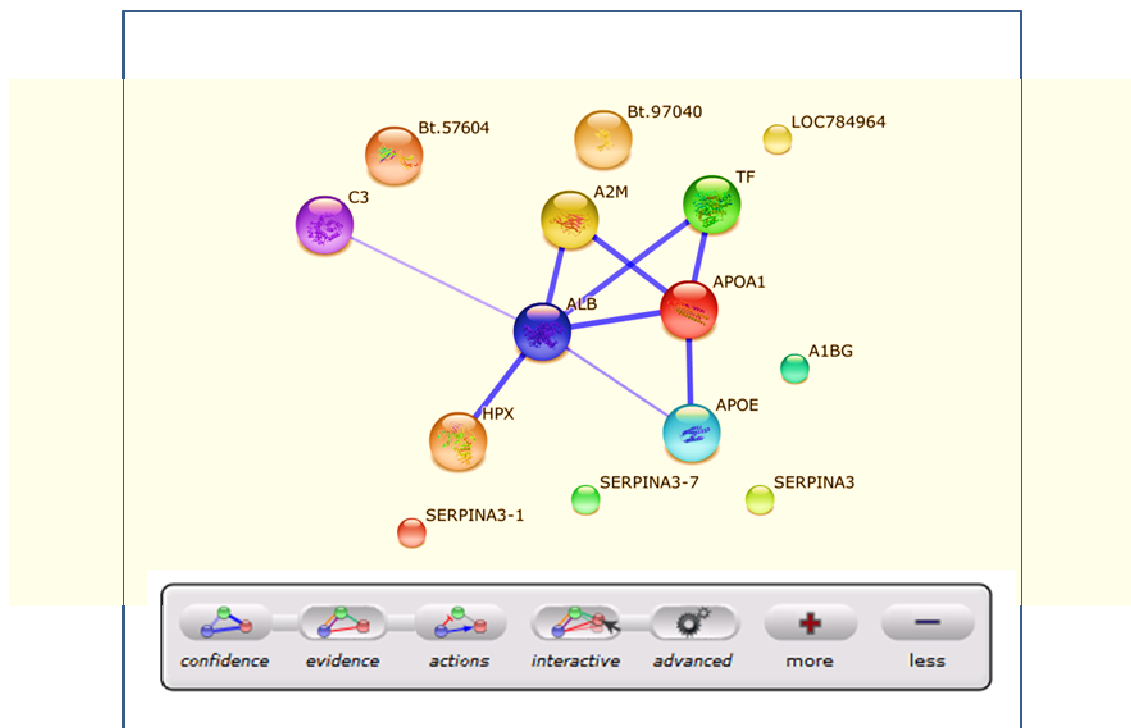 Bt.97040
LOC784964
Bt.57604
TF
A2M
C3
APOA1
ALB
A1BG
APOE
HPX
SERPINA3-7
SERPINA3
SERPINA3-1
confidence evidence actions interactive advanced more less